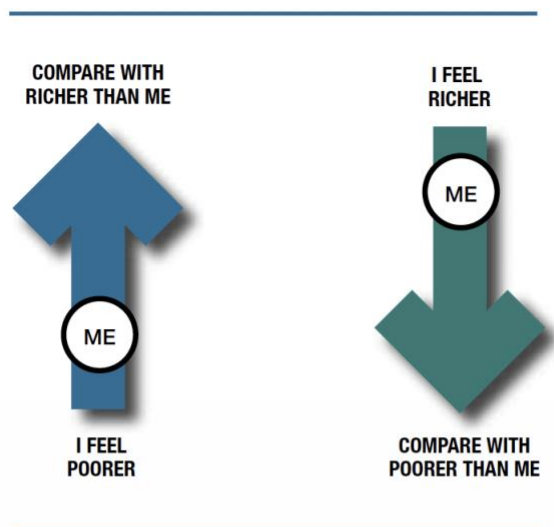 COMPARE WITH
RICHER THAN ME
ME
I FEEL
POORER
I FEEL
RICHER
ME
COMPARE WITH
POORER THAN ME